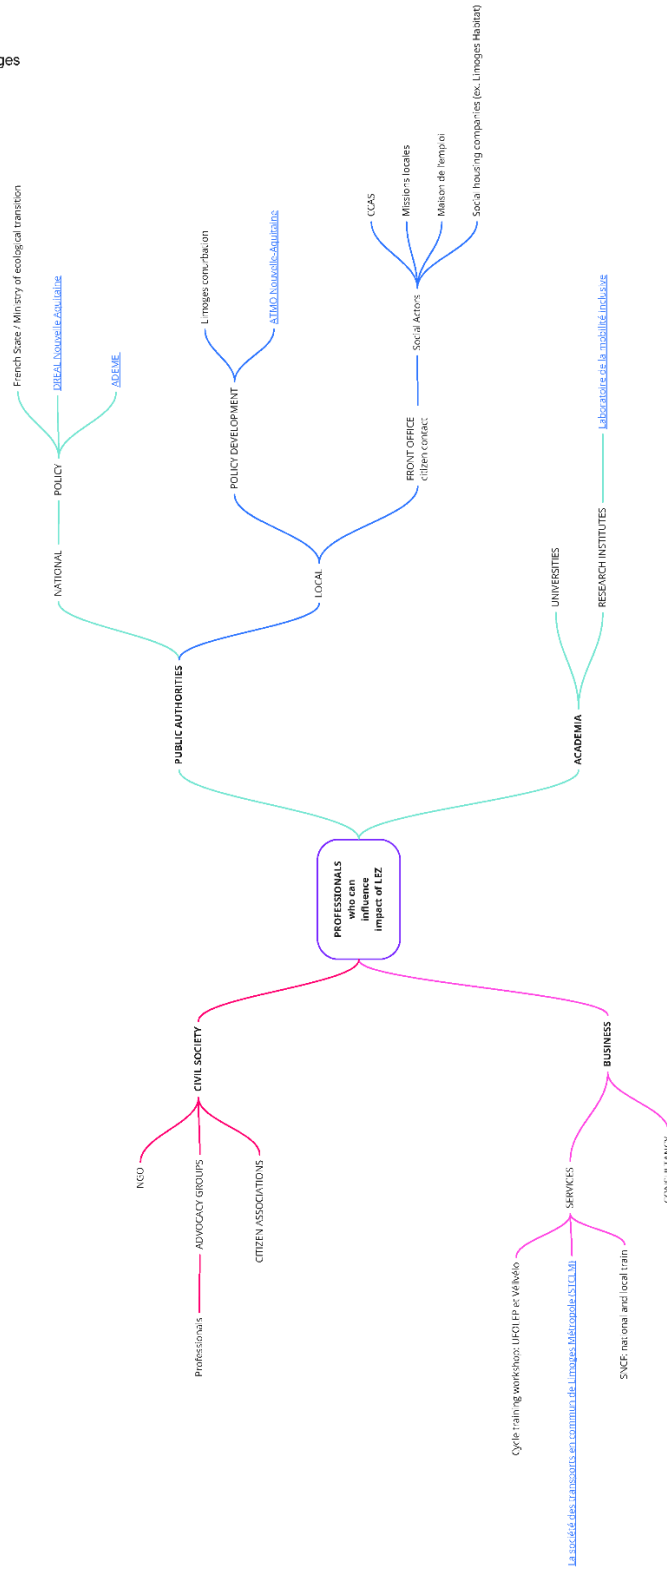 ges
French State / Ministry of ecological transition
DREAL Nouvelle Aquitaine
ADEME
POLICY
NATIONAL
Limoges conurbation
ATMO Nouvelle-Aquitaine
POLICY DEVELOPMENT
CCAS
Missions locales
Maison de l'emploi
Social housing companies (ex. Limoges Habitat)
Social Actors
FRONT OFFICE
citizen contact
LOCAL
PUBLIC AUTHORITIES
UNIVERSITIES
RESEARCH INSTITUTES
Laboratoire de la mobilité inclusive
ACADEMIA
PROFESSIONALS
who can
influence
impact of LEZ
CIVIL SOCIETY
NGO
ADVOCACY GROUPS
Professionals
CITIZEN ASSOCIATIONS
BUSINESS
SERVICES
Cycle training workshop: UFOLEP et Vélivélo
La société des transports en commun de Limoges Métropole (STCLM)
SNCF: national and local train